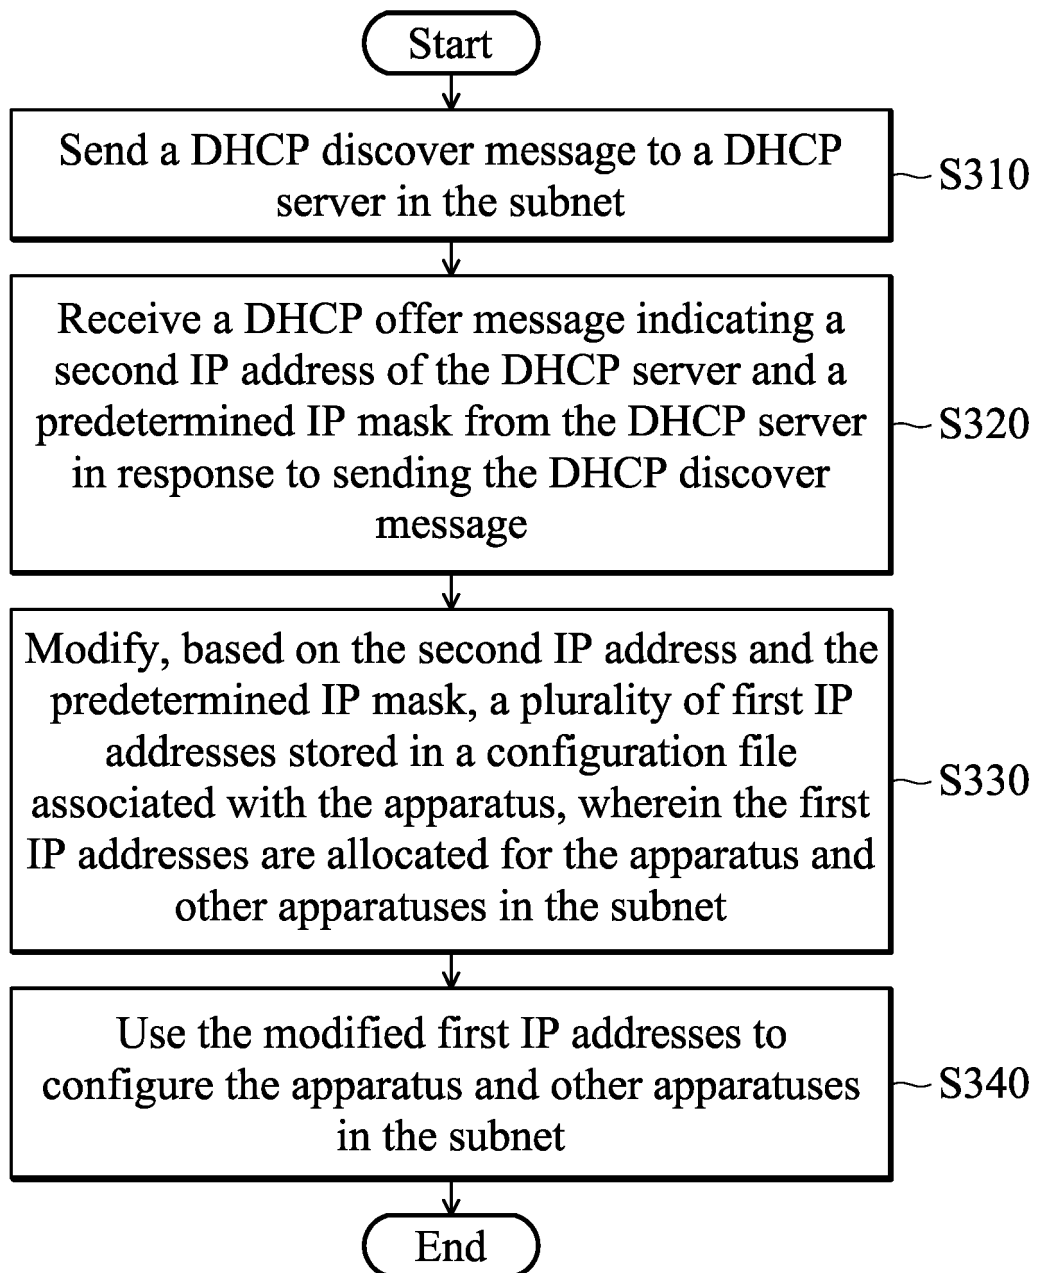 Start
Send a DHCP discover message to a DHCP
server in the subnet
S310
Receive a DHCP offer message indicating a
second IP address of the DHCP server and a
predetermined IP mask from the DHCP server
in response to sending the DHCP discover
message
S320
Modify, based on the second IP address and the
predetermined IP mask, a plurality of first IP
addresses stored in a configuration file
associated with the apparatus, wherein the first
IP addresses are allocated for the apparatus and
other apparatuses in the subnet
S330
Use the modified first IP addresses to
configure the apparatus and other apparatuses
in the subnet
S340
End